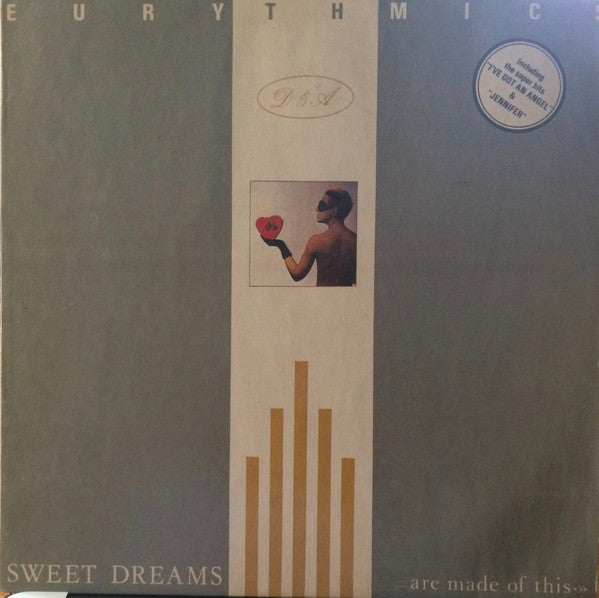 EURYTHMICS
D & A
including
the super hits
"I'VE GOT AN ANGEL"
&
"JENNIFER"
SWEET DREAMS
are made of this